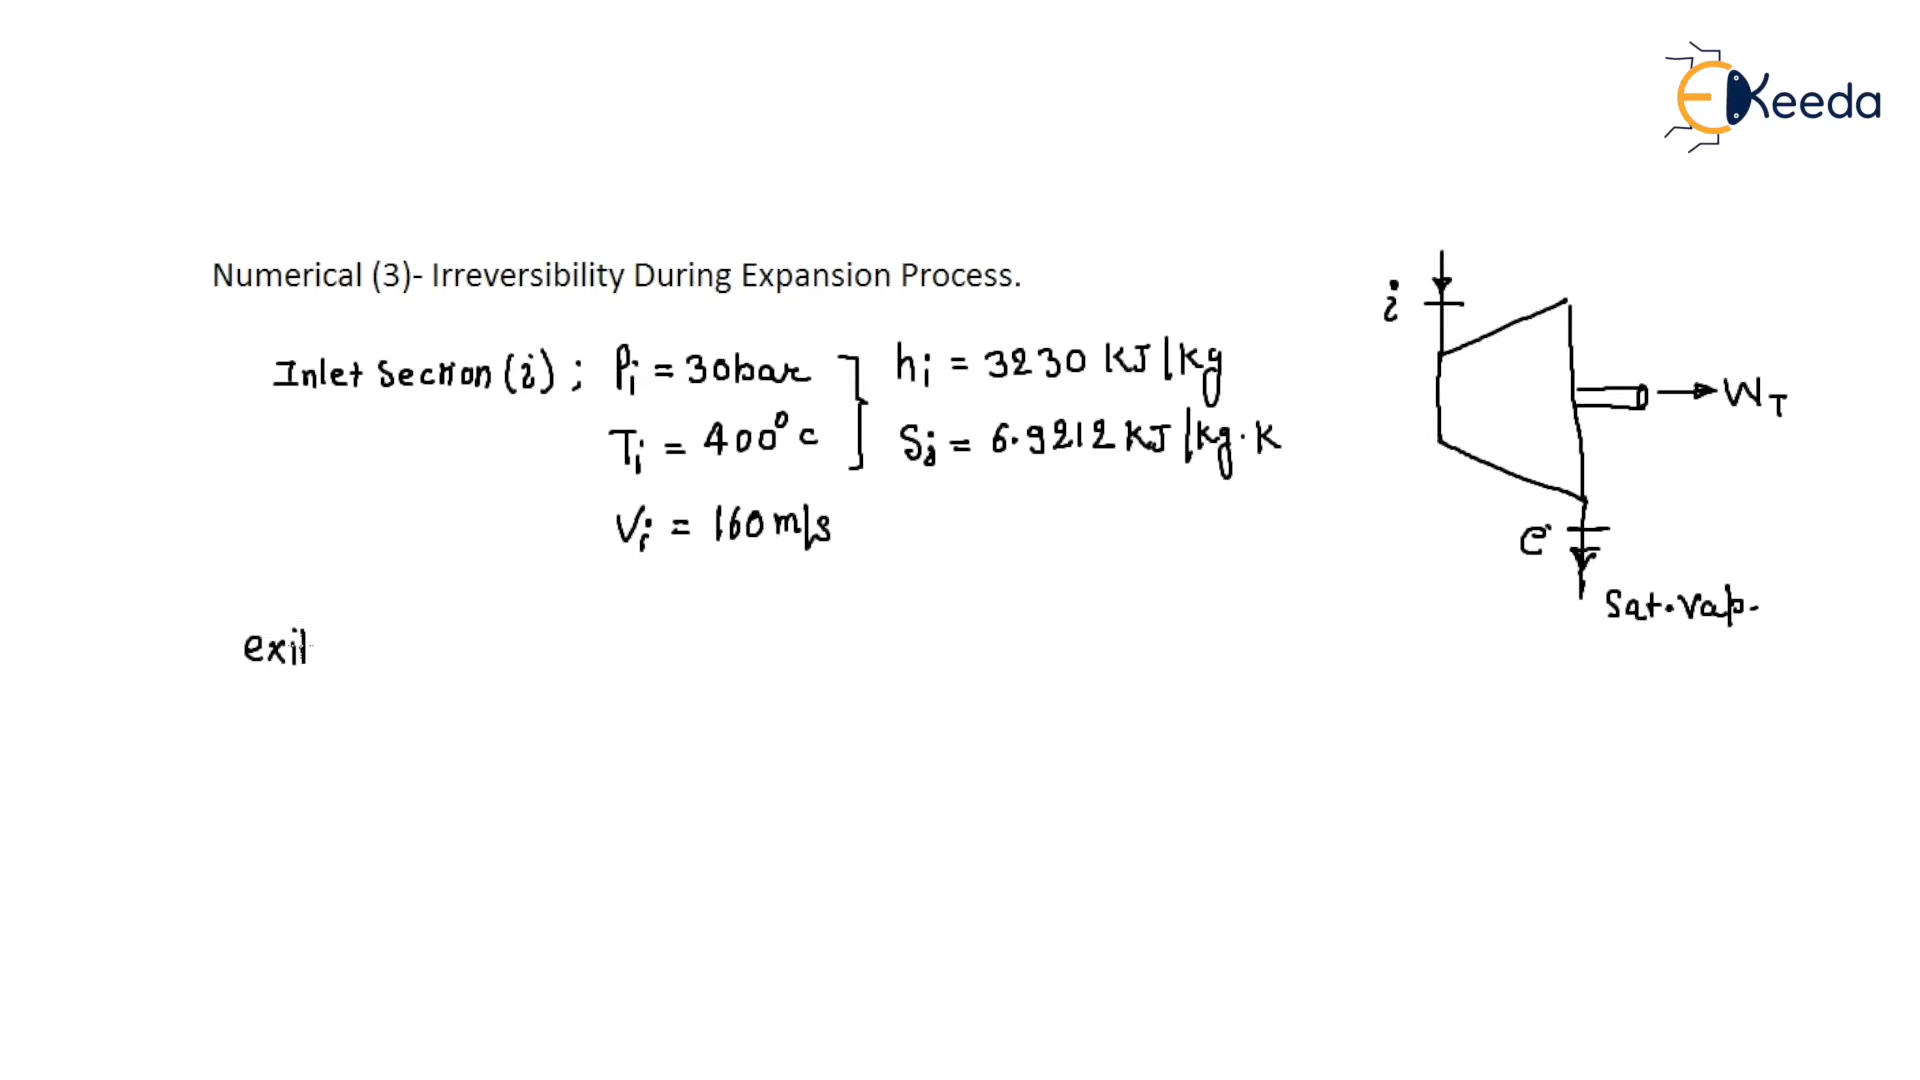 EKeeda
Numerical (3)- Irreversibility During Expansion Process.
Inlet Section (i) ; Pi = 30bar hi = 3230 KJ/kg
Ti = 400°c Si = 6.9212 KJ/kg·K
Vi = 160 m/s
i
WT
e
Sat. Vap.
exit